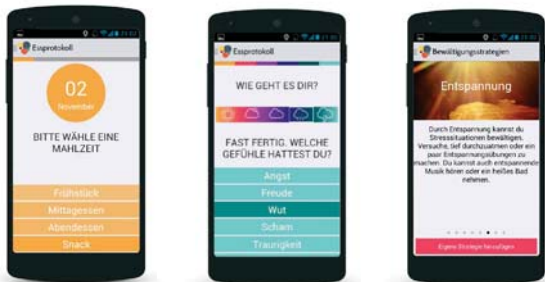 Essprotokoll
02
November
BITTE WÄHLE EINE
MAHLZEIT
Frühstück
Mittagessen
Abendessen
Snack
Essprotokoll
WIE GEHT ES DIR?
FAST FERTIG. WELCHE
GEFÜHLE HATTEST DU?
Angst
Freude
Wut
Scham
Traurigkeit
Bewältigungsstrategien
Entspannung
Durch Entspannung kannst du
Stresssituationen bewältigen.
Versuche, tief durchzuatmen oder ein
paar Entspannungsübungen zu
machen. Du kannst auch entspannende
Musik hören oder ein heißes Bad
nehmen.
Eigene Strategie hinzufügen